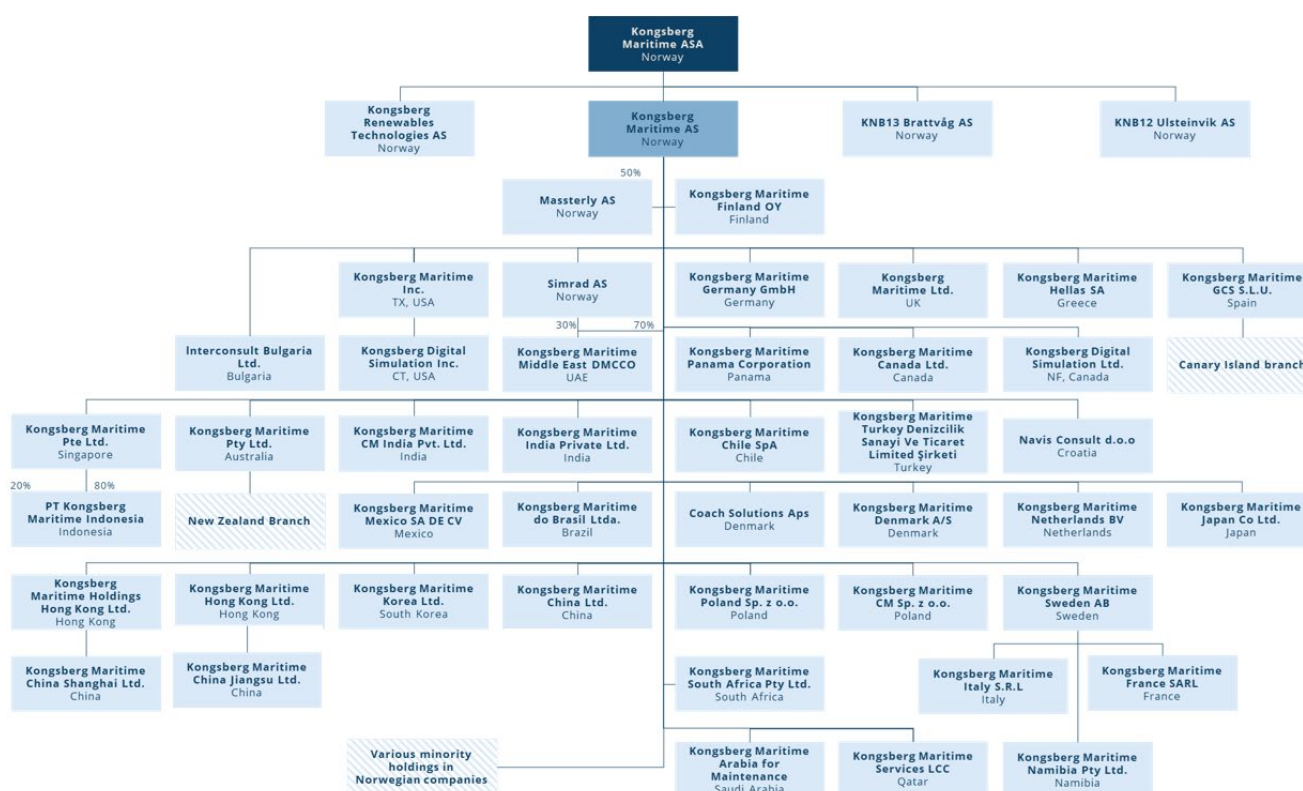 Kongsberg
Maritime ASA
Norway
Kongsberg
Renewables
Technologies AS
Norway
Kongsberg
Maritime AS
Norway
KNB13 Brattvåg AS
Norway
KNB12 Ulsteinvik AS
Norway
50%
Massterly AS
Norway
Kongsberg Maritime
Finland OY
Finland
Kongsberg Maritime
Inc.
TX, USA
Simrad AS
Norway
Kongsberg Maritime
Germany GmbH
Germany
Kongsberg
Maritime Ltd.
UK
Kongsberg Maritime
Hellas SA
Greece
Kongsberg Maritime
GCS S.L.U.
Spain
30%
70%
Interconsult Bulgaria
Ltd.
Bulgaria
Kongsberg Digital
Simulation Inc.
CT, USA
Kongsberg Maritime
Middle East DMCCO
UAE
Kongsberg Maritime
Panama Corporation
Panama
Kongsberg Maritime
Canada Ltd.
Canada
Kongsberg Digital
Simulation Ltd.
NF, Canada
Canary Island branch
Kongsberg Maritime
Pte Ltd.
Singapore
Kongsberg Maritime
Pty Ltd.
Australia
Kongsberg Maritime
CM India Pvt. Ltd.
India
Kongsberg Maritime
India Private Ltd.
India
Kongsberg Maritime
Chile SpA
Chile
Kongsberg Maritime
Turkey Denizcilik
Sanayi Ve Ticaret
Limited Şirketi
Turkey
Navis Consult d.o.o
Croatia
20%
80%
PT Kongsberg
Maritime Indonesia
Indonesia
New Zealand Branch
Kongsberg Maritime
Mexico SA DE CV
Mexico
Kongsberg Maritime
do Brasil Ltda.
Brazil
Coach Solutions Aps
Denmark
Kongsberg Maritime
Denmark A/S
Denmark
Kongsberg Maritime
Netherlands BV
Netherlands
Kongsberg Maritime
Japan Co Ltd.
Japan
Kongsberg
Maritime Holdings
Hong Kong Ltd.
Hong Kong
Kongsberg Maritime
Hong Kong Ltd.
Hong Kong
Kongsberg Maritime
Korea Ltd.
South Korea
Kongsberg Maritime
China Ltd.
China
Kongsberg Maritime
Poland Sp. z o.o.
Poland
Kongsberg Maritime
CM Sp. z o.o.
Poland
Kongsberg Maritime
Sweden AB
Sweden
Kongsberg Maritime
China Shanghai Ltd.
China
Kongsberg Maritime
China Jiangsu Ltd.
China
Kongsberg Maritime
South Africa Pty Ltd.
South Africa
Kongsberg Maritime
Italy S.R.L
Italy
Kongsberg Maritime
France SARL
France
Various minority
holdings in
Norwegian companies
Kongsberg Maritime
Arabia for
Maintenance
Saudi Arabia
Kongsberg Maritime
Services LCC
Qatar
Kongsberg Maritime
Namibia Pty Ltd.
Namibia